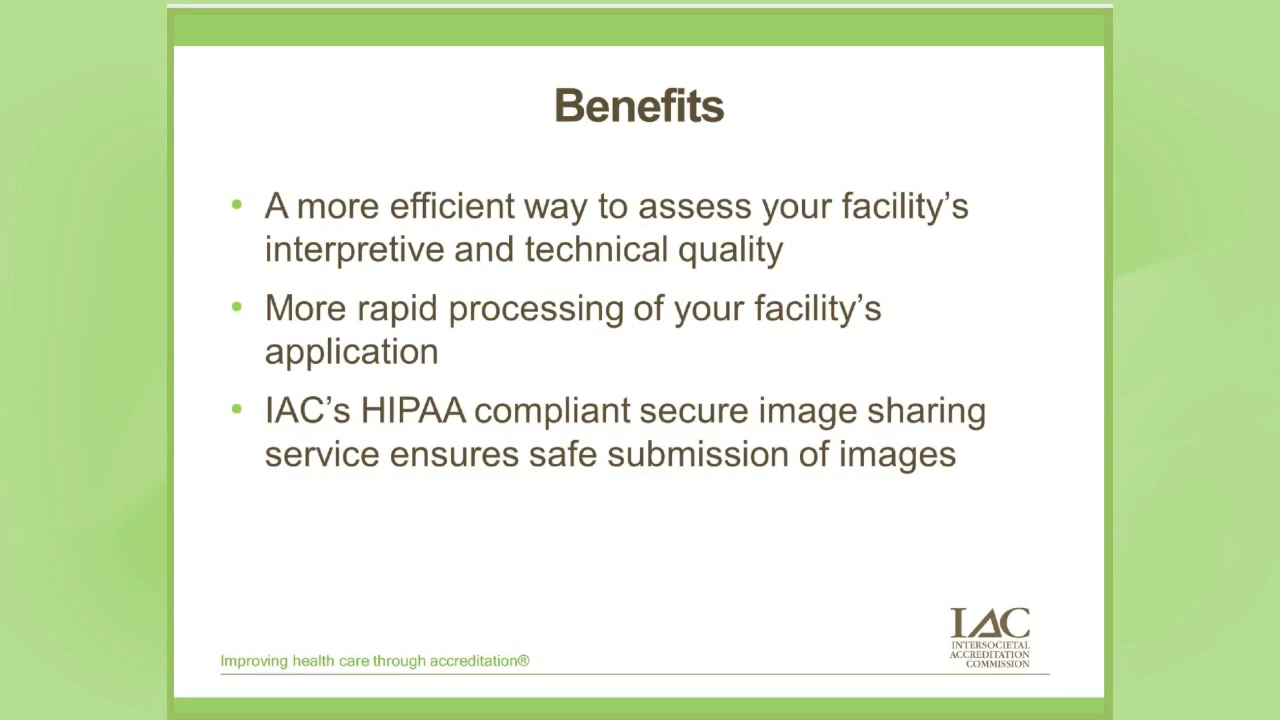 Benefits
• A more efficient way to assess your facility's
interpretive and technical quality
• More rapid processing of your facility's
application
• IAC's HIPAA compliant secure image sharing
service ensures safe submission of images
IAC
INTERSOCIETAL
ACCREDITATION
COMMISSION
Improving health care through accreditation®